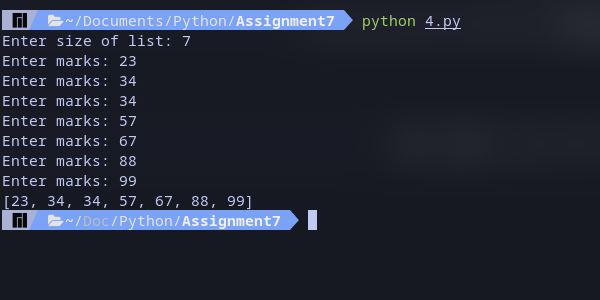 ~/Documents/Python/Assignment7 python 4.py
Enter size of list: 7
Enter marks: 23
Enter marks: 34
Enter marks: 34
Enter marks: 57
Enter marks: 67
Enter marks: 88
Enter marks: 99
[23, 34, 34, 57, 67, 88, 99]
~/Doc/Python/Assignment7